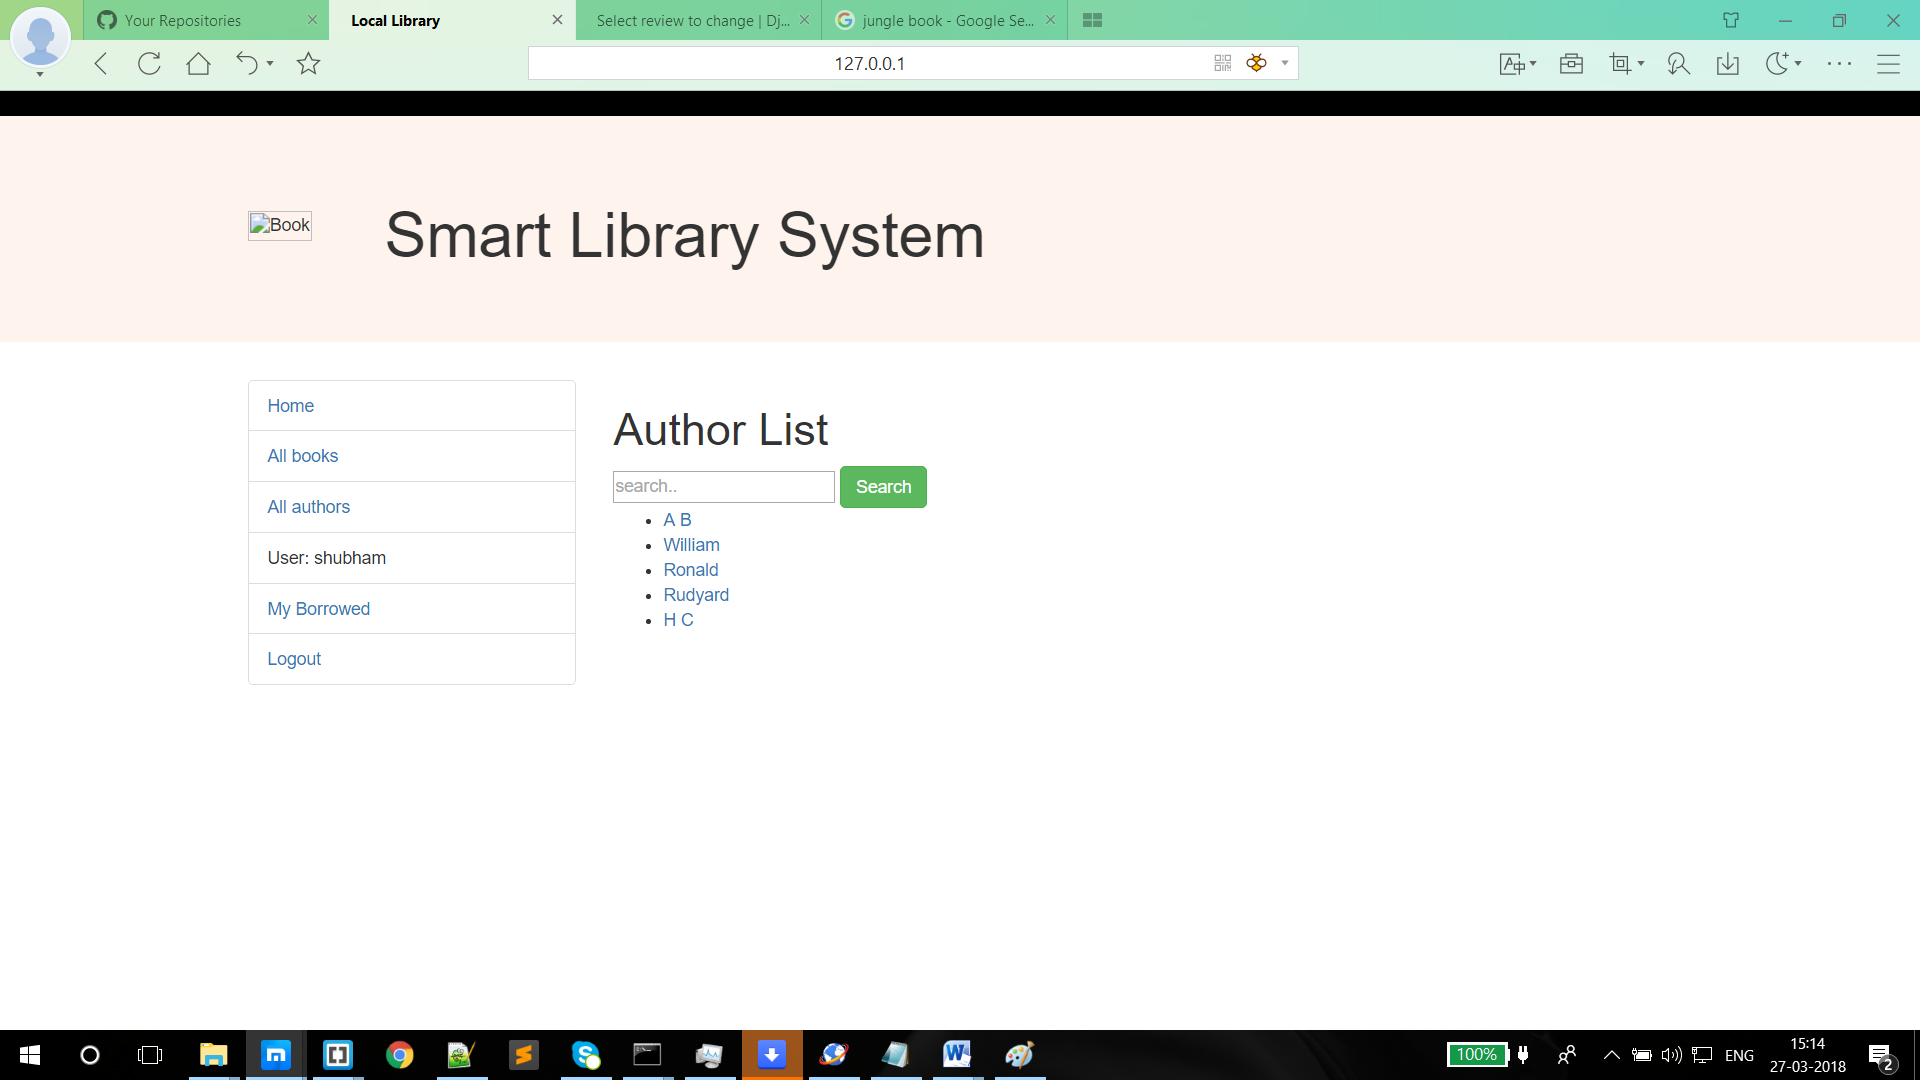 Your Repositories
Local Library
Select review to change | Dj...
jungle book - Google Se...
127.0.0.1
Book
Smart Library System
Home
All books
All authors
User: shubham
My Borrowed
Logout
Author List
search..
Search
A B
William
Ronald
Rudyard
H C
100%
ENG
15:14
27-03-2018
2